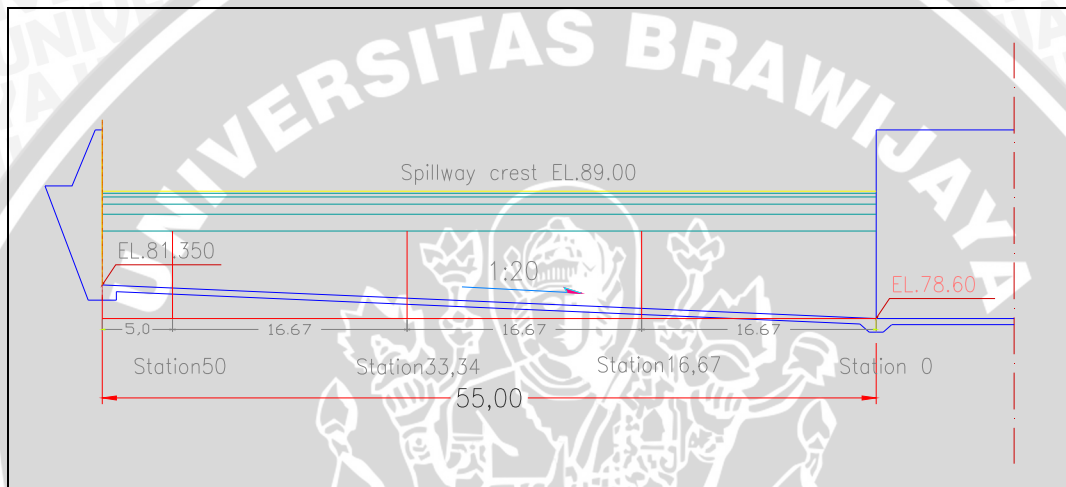 UNIVERSITAS BRAWIJAYA
Spillway crest EL.89.00
EL.81.350
1:20
EL.78.60
5,0 16.67 16,67 16.67
Station50 Station33,34 Station16,67 Station 0
55,00